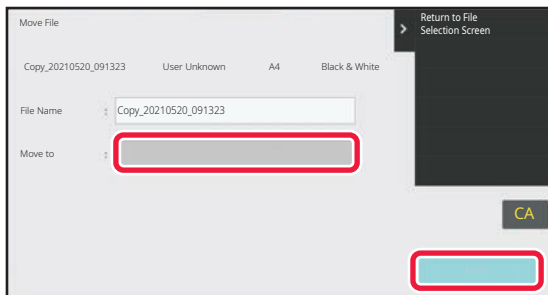 Move File
Return to File
Selection Screen
Copy_20210520_091323 User Unknown A4 Black & White
File Name : Copy_20210520_091323
Move to :
CA